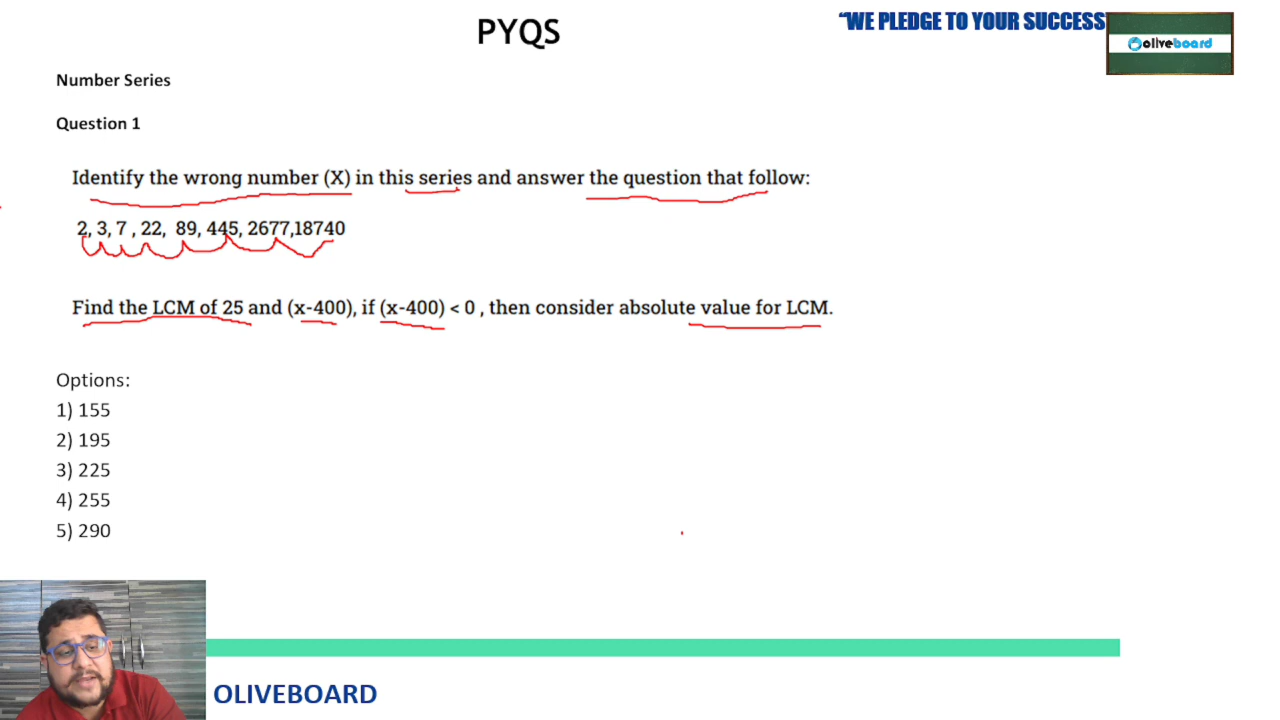 PYQS
“WE PLEDGE TO YOUR SUCCESS
oliveboard
Number Series
Question 1
Identify the wrong number (X) in this series and answer the question that follow:
2, 3, 7 , 22, 89, 445, 2677,18740
Find the LCM of 25 and (x-400), if (x-400) < 0 , then consider absolute value for LCM.
Options:
1) 155
2) 195
3) 225
4) 255
5) 290
OLIVEBOARD